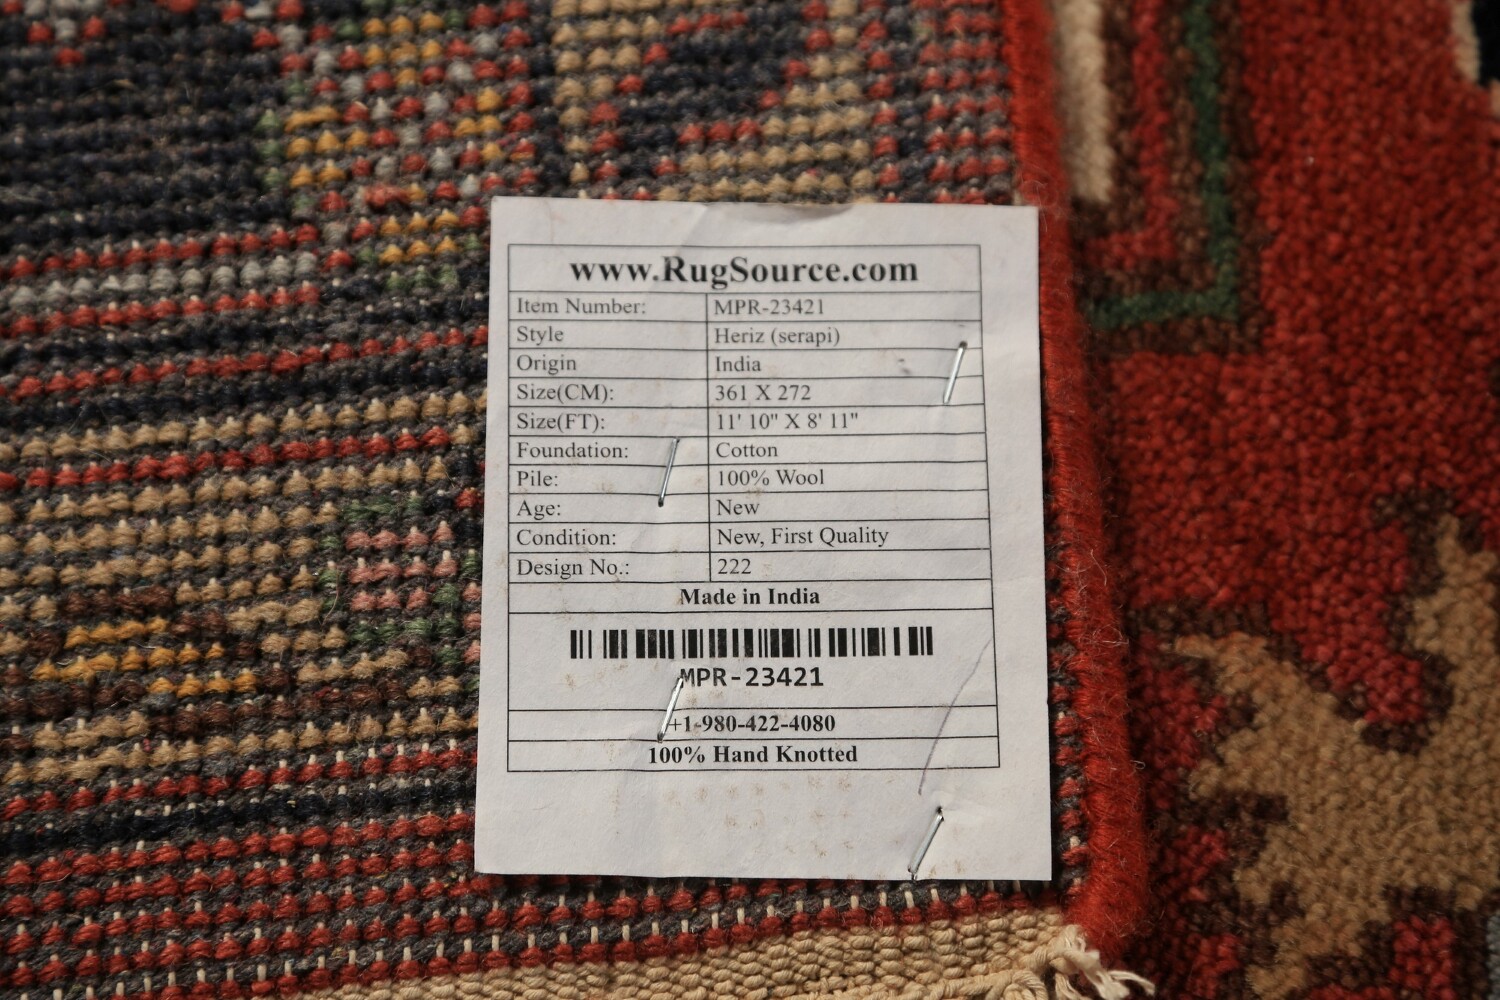 www.RugSource.com
Item Number: MPR-23421
Style Heriz (serapi)
Origin India
Size(CM): 361 X 272
Size(FT): 11' 10" X 8' 11"
Foundation: Cotton
Pile: 100% Wool
Age: New
Condition: New, First Quality
Design No.: 222
Made in India
MPR-23421
+1-980-422-4080
100% Hand Knotted